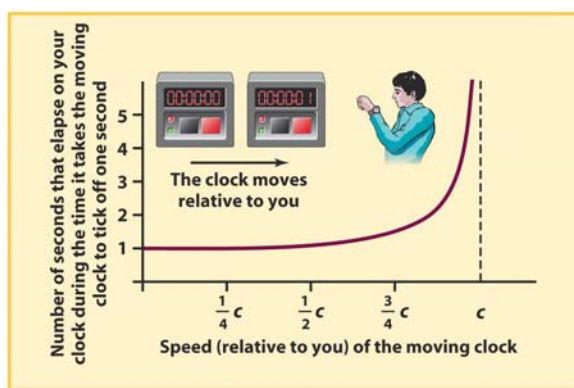 Number of seconds that elapse on your
clock during the time it takes the moving
clock to tick off one second
5
4
3
2
1
00:00:00
00:00:01
The clock moves
relative to you
1/4 c
1/2 c
3/4 c
c
Speed (relative to you) of the moving clock